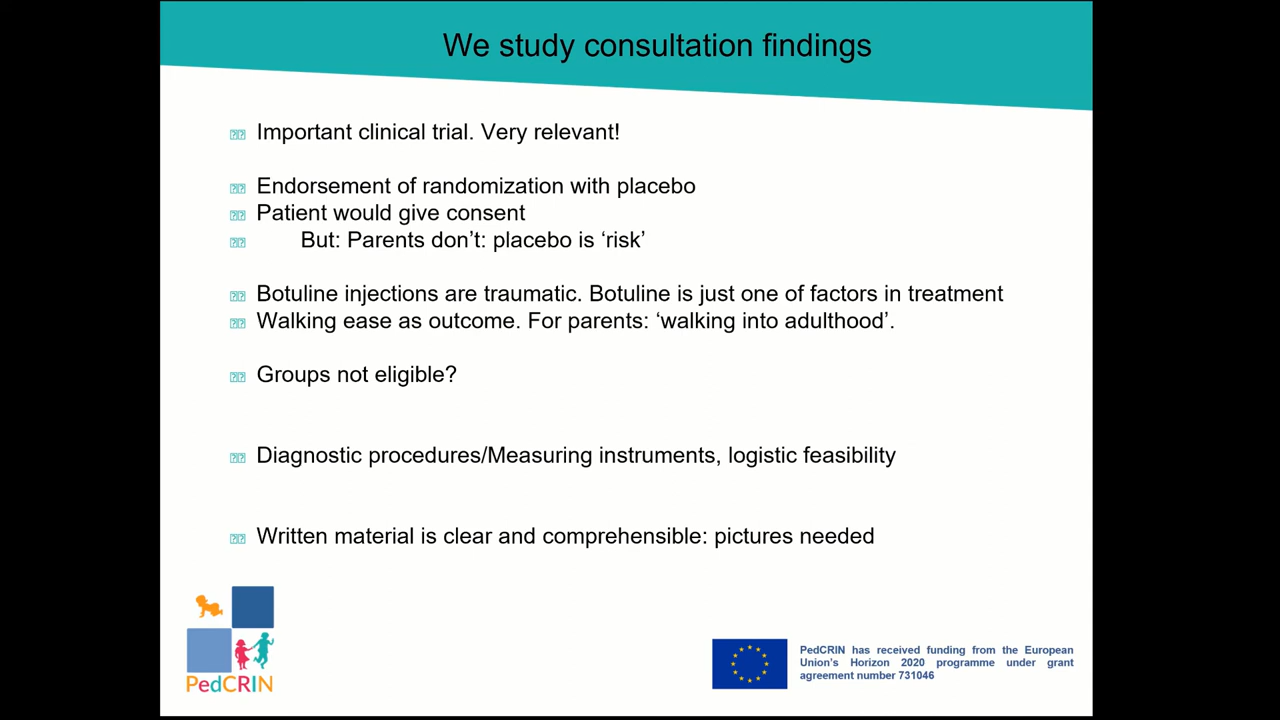 We study consultation findings
Important clinical trial. Very relevant!
Endorsement of randomization with placebo
Patient would give consent
But: Parents don’t: placebo is ‘risk’
Botuline injections are traumatic. Botuline is just one of factors in treatment
Walking ease as outcome. For parents: ‘walking into adulthood’.
Groups not eligible?
Diagnostic procedures/Measuring instruments, logistic feasibility
Written material is clear and comprehensible: pictures needed
PedCRIN
PedCRIN has received funding from the European
Union’s Horizon 2020 programme under grant
agreement number 731046